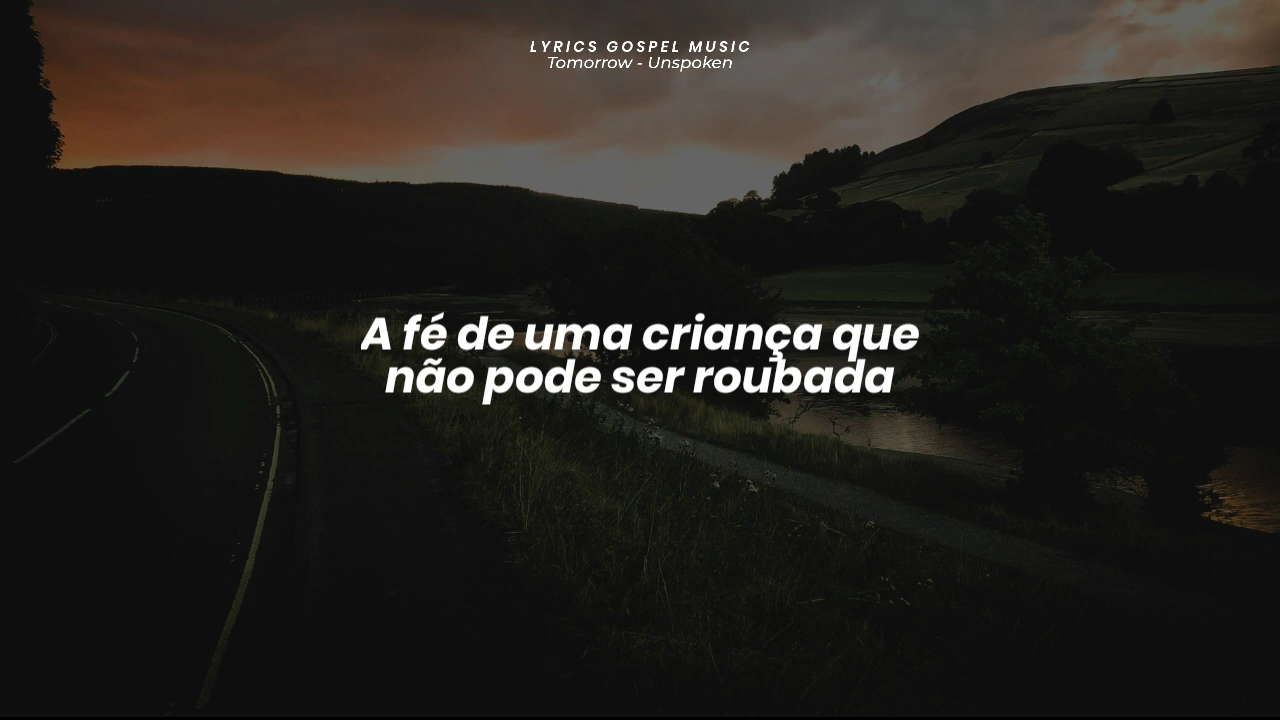 LYRICS GOSPEL MUSIC
Tomorrow - Unspoken
A fé de uma criança que
não pode ser roubada